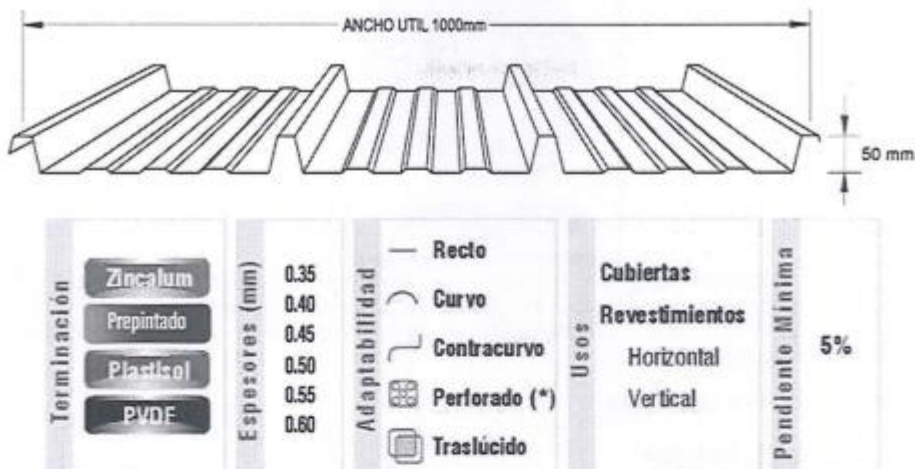 ANCHO UTIL 1000mm
50 mm
Terminación
Zincalum
Prepintado
Plastisol
PVDF
Espesores (mm)
0.35
0.40
0.45
0.50
0.55
0.60
Adaptabilidad
Recto
Curvo
Contracurvo
Perforado (*)
Traslúcido
Usos
Cubiertas
Revestimientos
Horizontal
Vertical
Pendiente Mínima
5%